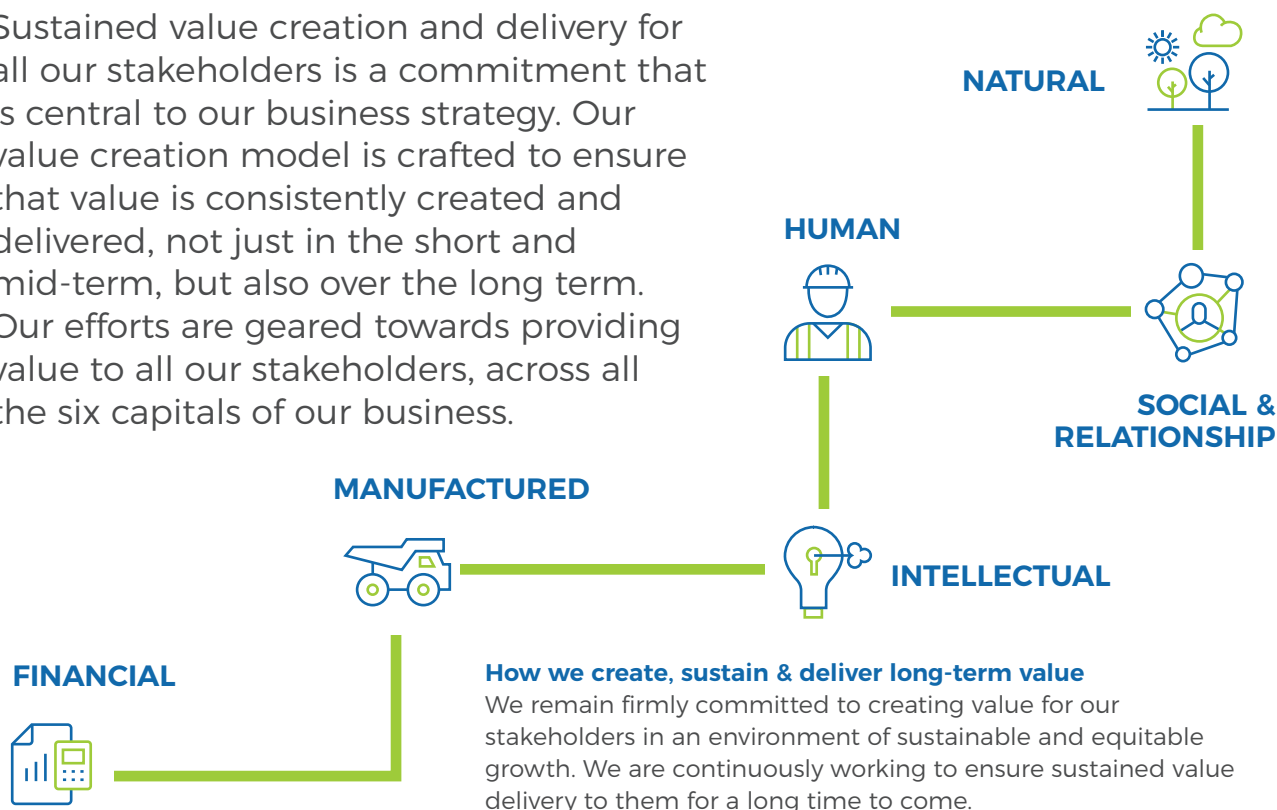 Sustained value creation and delivery for
all our stakeholders is a commitment that
is central to our business strategy. Our
value creation model is crafted to ensure
that value is consistently created and
delivered, not just in the short and
mid-term, but also over the long term.
Our efforts are geared towards providing
value to all our stakeholders, across all
the six capitals of our business.
NATURAL
HUMAN
SOCIAL &
RELATIONSHIP
MANUFACTURED
INTELLECTUAL
FINANCIAL
How we create, sustain & deliver long-term value
We remain firmly committed to creating value for our
stakeholders in an environment of sustainable and equitable
growth. We are continuously working to ensure sustained value
delivery to them for a long time to come.